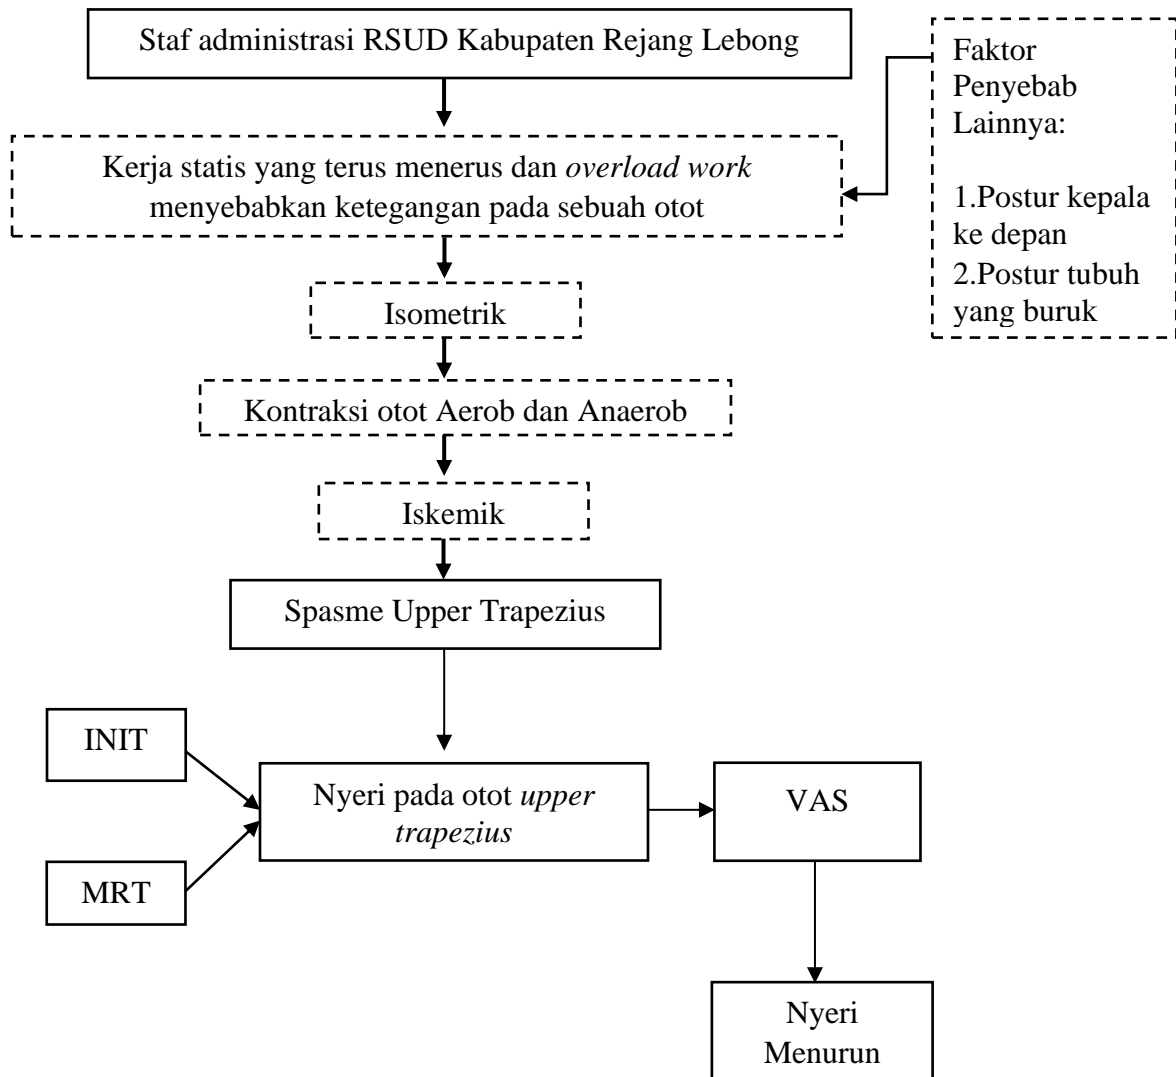 Staf administrasi RSUD Kabupaten Rejang Lebong
Faktor
Penyebab
Lainnya:
1.Postur kepala
ke depan
2.Postur tubuh
yang buruk
Kerja statis yang terus menerus dan overload work
menyebabkan ketegangan pada sebuah otot
Isometrik
Kontraksi otot Aerob dan Anaerob
Iskemik
Spasme Upper Trapezius
INIT
MRT
Nyeri pada otot upper
trapezius
VAS
Nyeri
Menurun